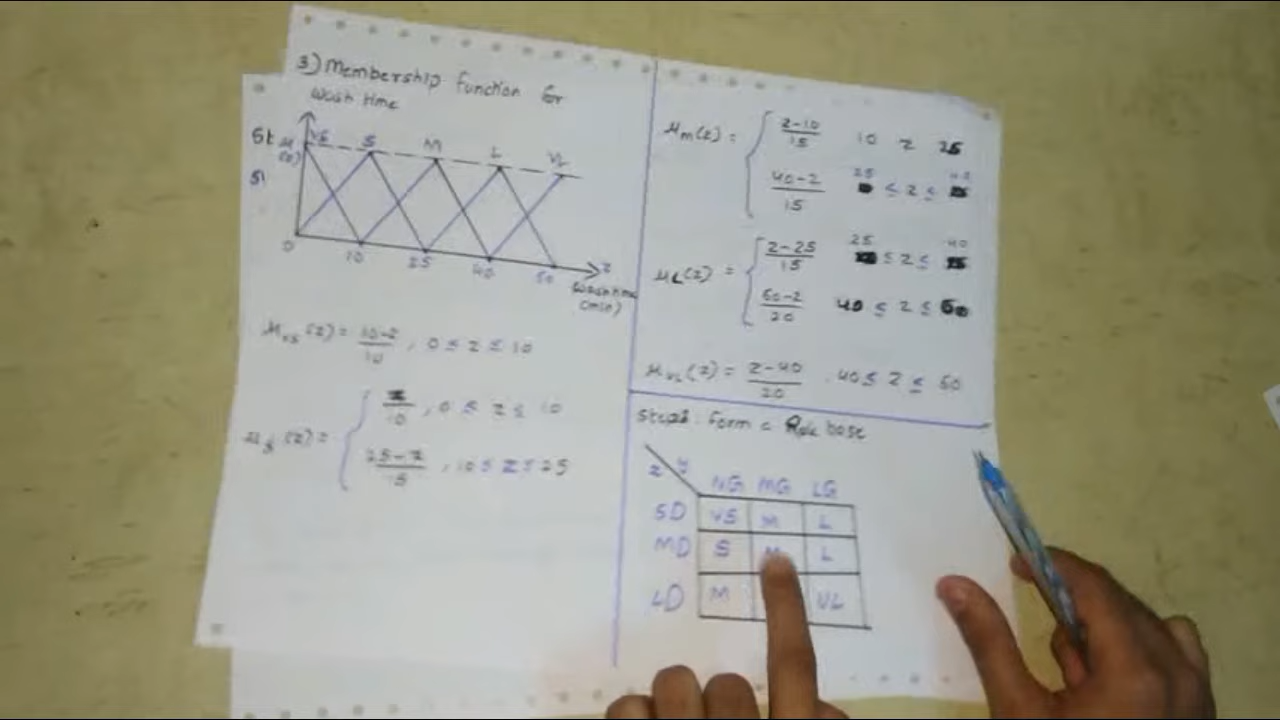 3) Membership function for
Wash time
St
μ
(z)
VS S M L VL
0 10 25 40 60 z
Wash time
(min)
μvs (z) = 10-z / 10 , 0 ≤ z ≤ 10
μs (z) = { z / 10 , 0 ≤ z ≤ 10
25-z / 15 , 10 ≤ z ≤ 25
μm(z) = { z-10 / 15 10 z 25
40-z / 15 25 ≤ z ≤ 40
μL(z) = { z-25 / 15 25 ≤ z ≤ 40
60-z / 20 40 ≤ z ≤ 60
μVL(z) = z-40 / 20 , 40 ≤ z ≤ 60
form a Rule base
NG MG LG
SD VS M L
MD S M L
LD M VL